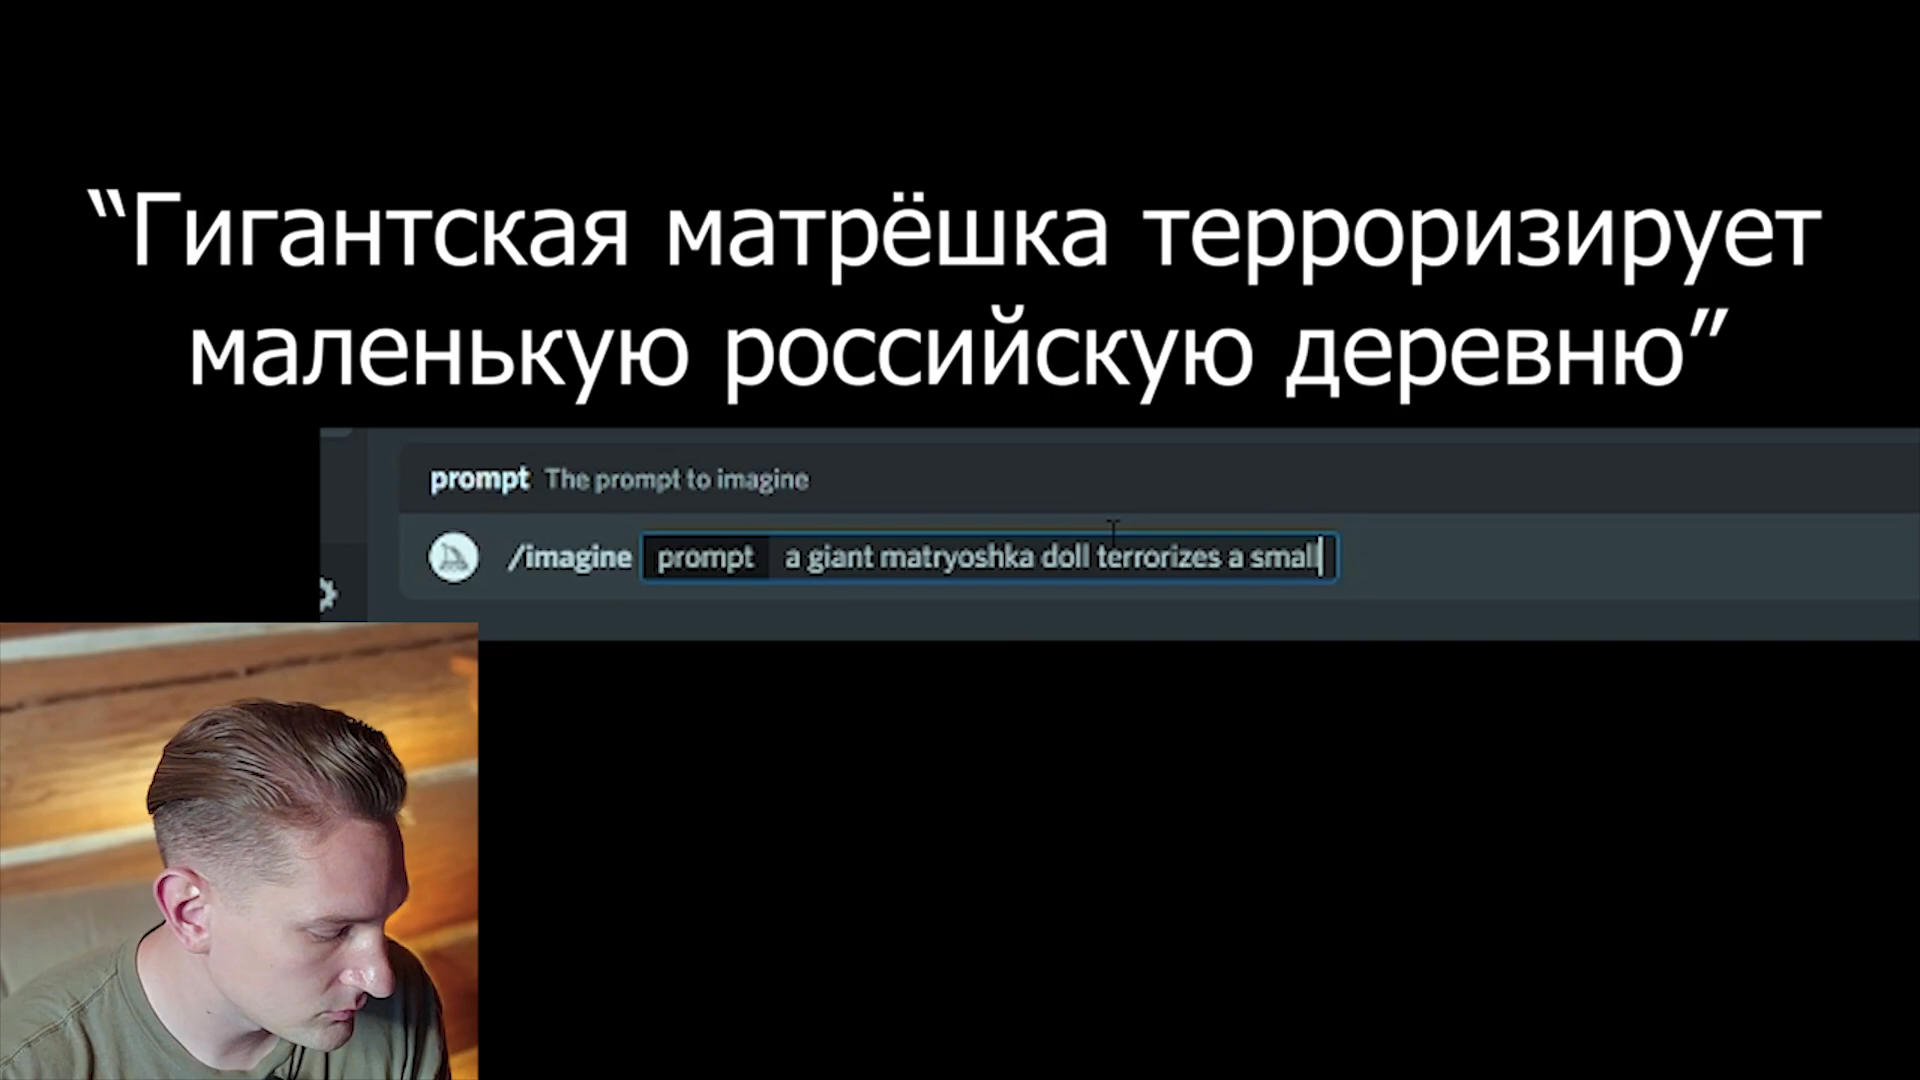 “Гигантская матрёшка терроризирует
маленькую российскую деревню”
prompt The prompt to imagine
/imagine prompt a giant matryoshka doll terrorizes a small